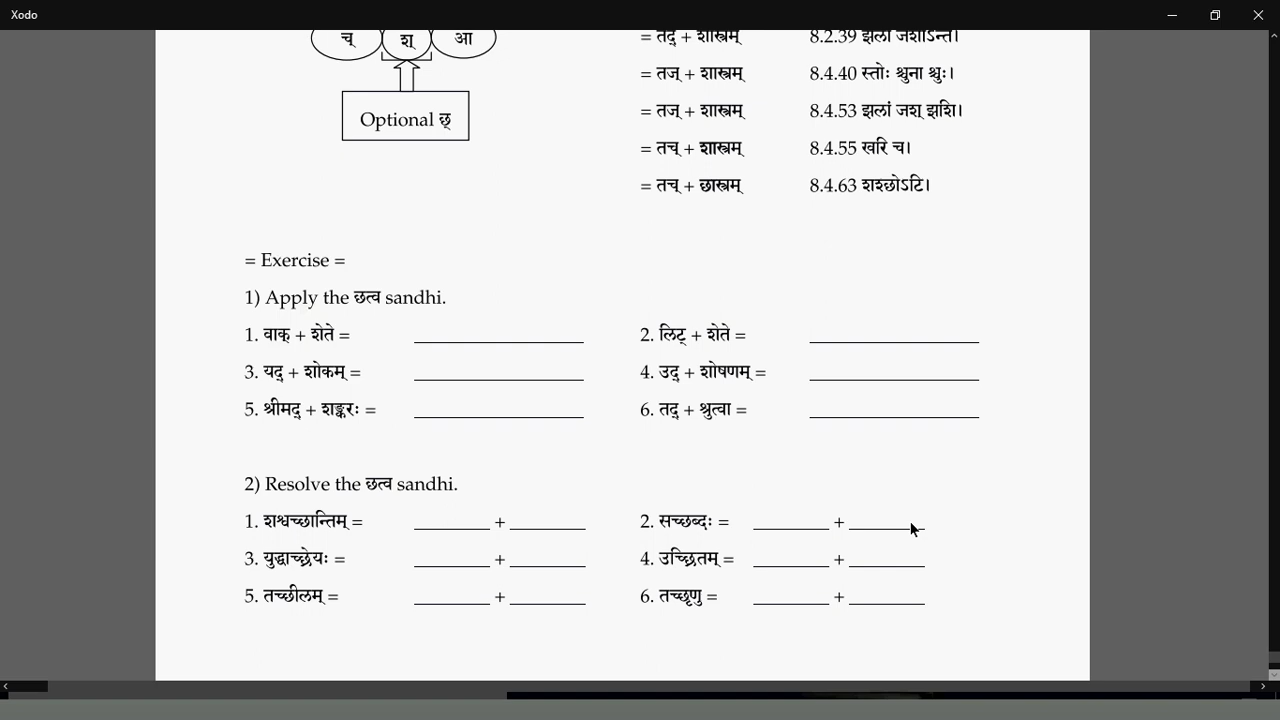 Xodo
च् श् आ
Optional छ्
= तद् + शास्त्रम् 8.2.39 झलां जशोऽन्ते।
= तज् + शास्त्रम् 8.4.40 स्तोः श्चुना श्चुः।
= तज् + शास्त्रम् 8.4.53 झलां जश् झशि।
= तच् + शास्त्रम् 8.4.55 खरि च।
= तच् + छास्त्रम् 8.4.63 शश्छोऽटि।
= Exercise =
1) Apply the छत्व sandhi.
1. वाक् + शेते = 2. लिट् + शेते =
3. यद् + शोकम् = 4. उद् + शोषणम् =
5. श्रीमद् + शङ्करः = 6. तद् + श्रुत्वा =
2) Resolve the छत्व sandhi.
1. शश्वच्छान्तिम् = + 2. सच्छब्दः = +
3. युद्धाच्छ्रेयः = + 4. उच्छ्रितम् = +
5. तच्छीलम् = + 6. तच्छृणु = +